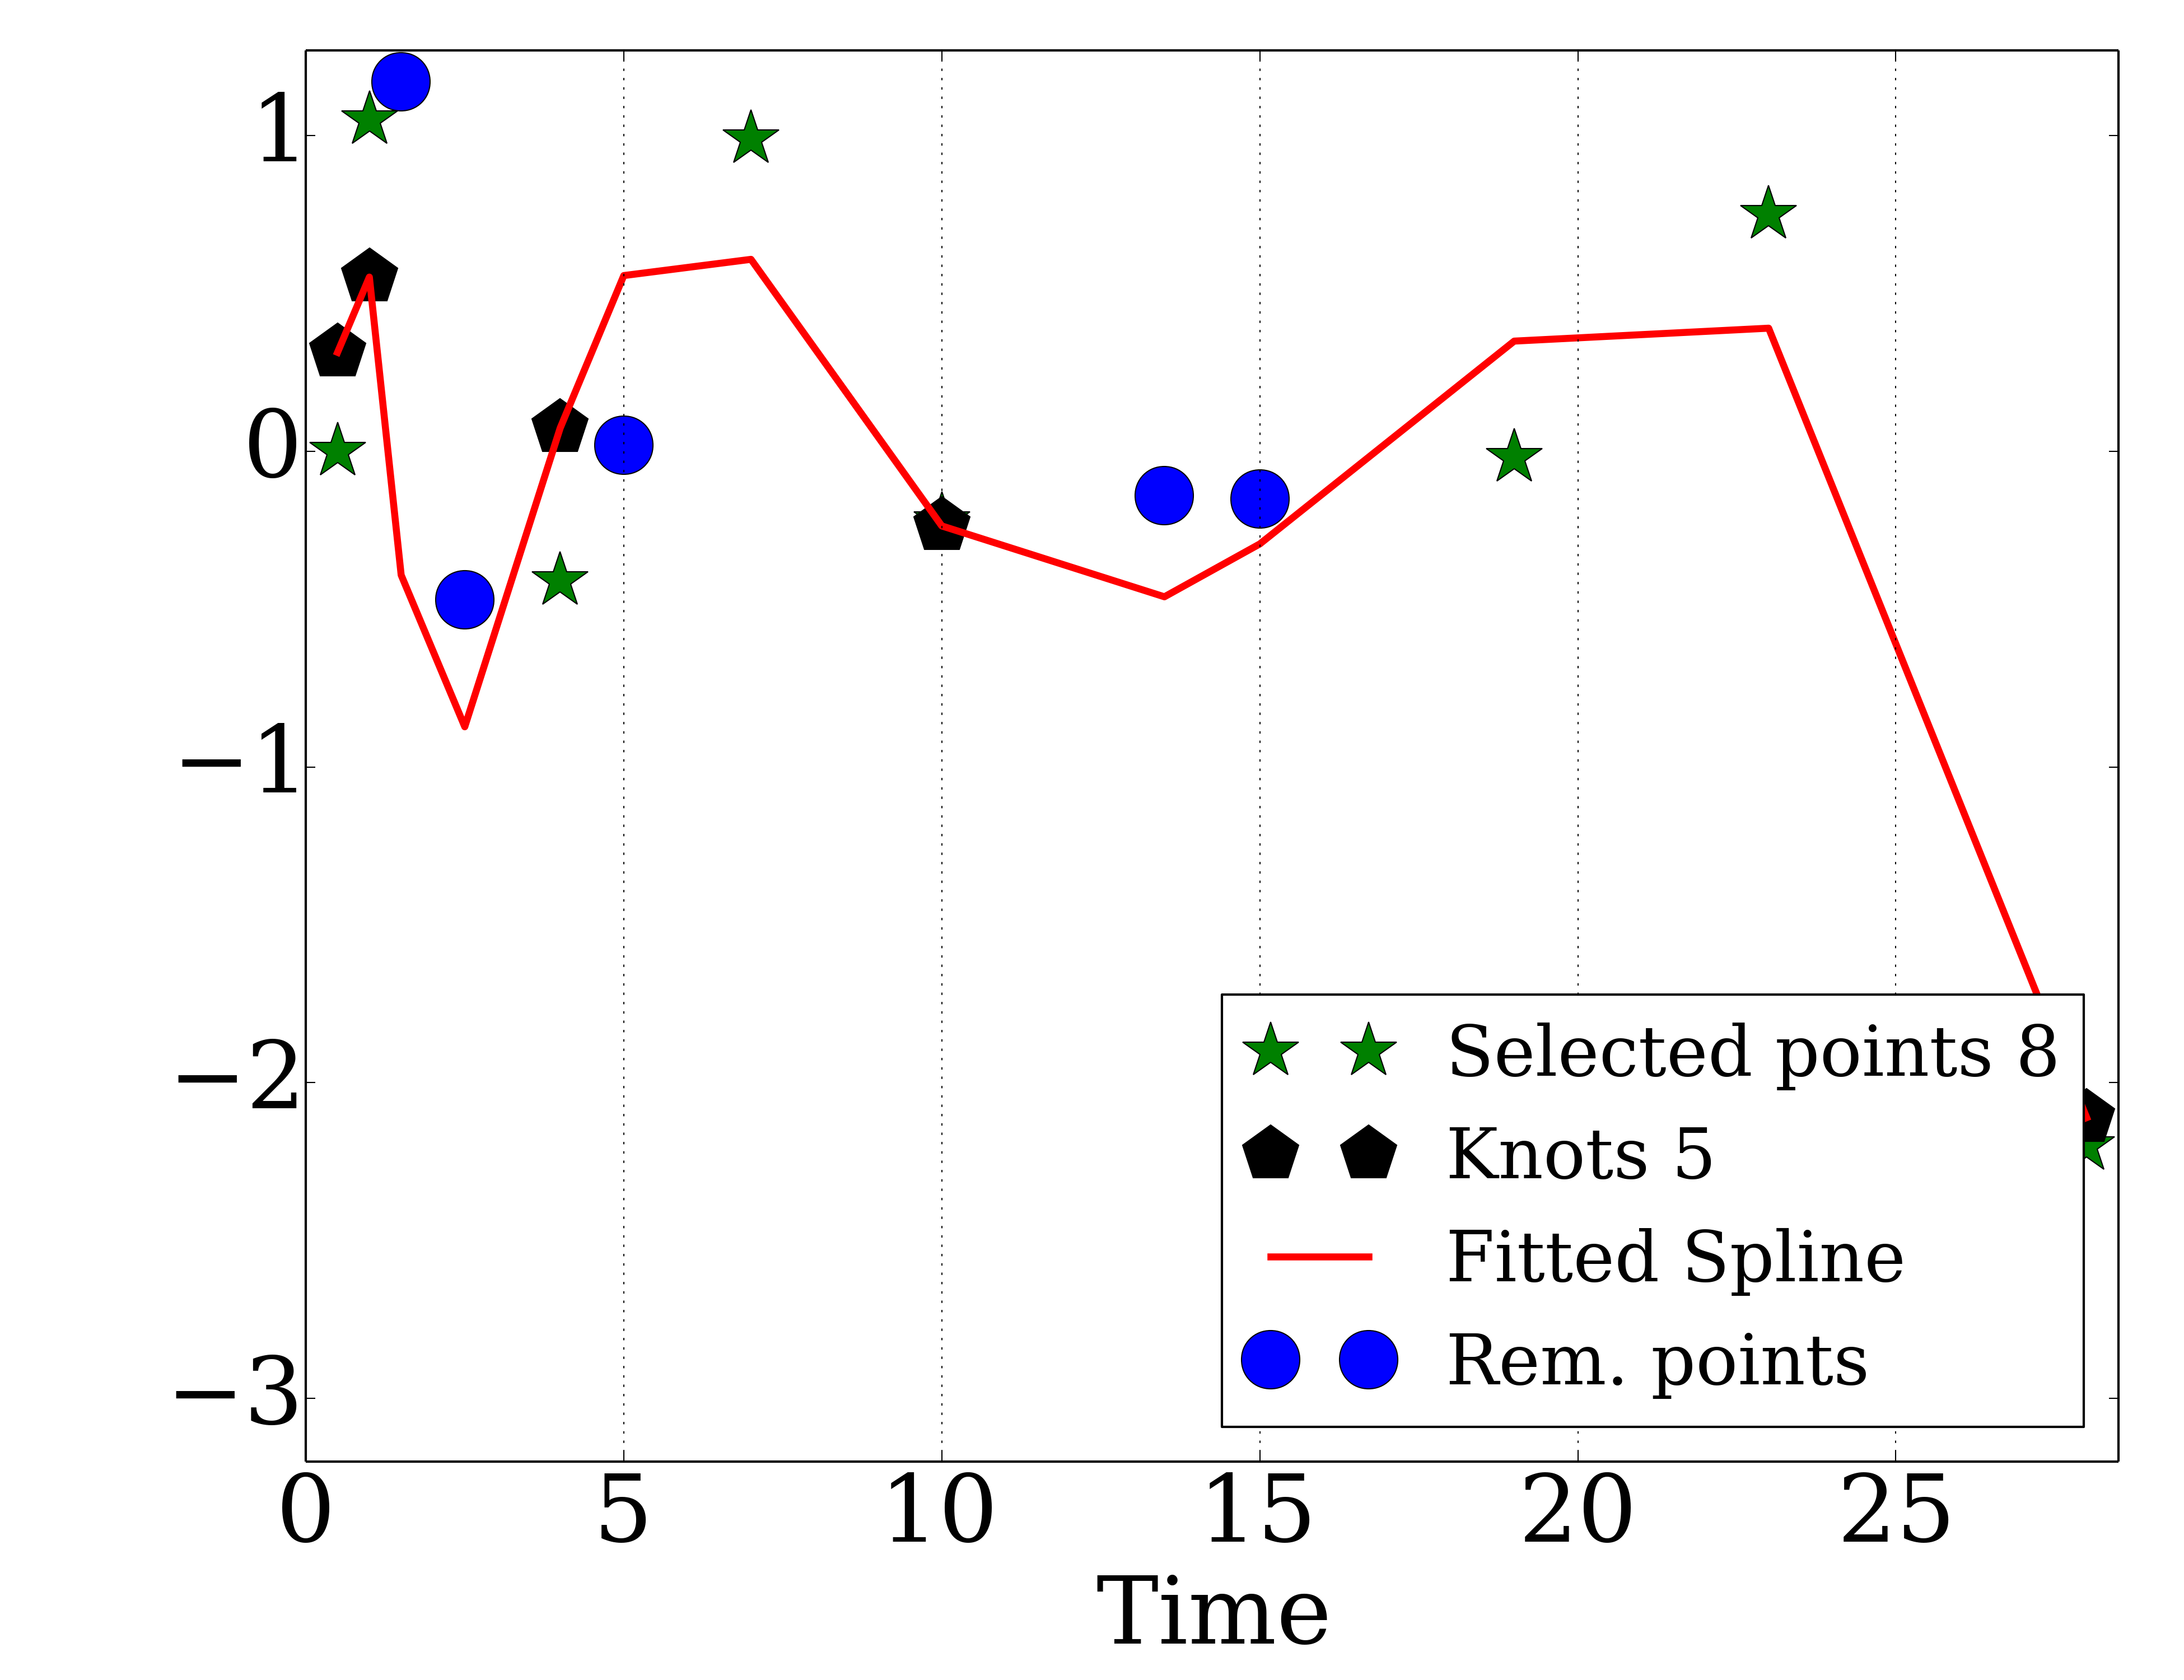 1
0
−1
−2
−3
Selected points 8
Knots 5
Fitted Spline
Rem. points
0 5 10 15 20 25
Time